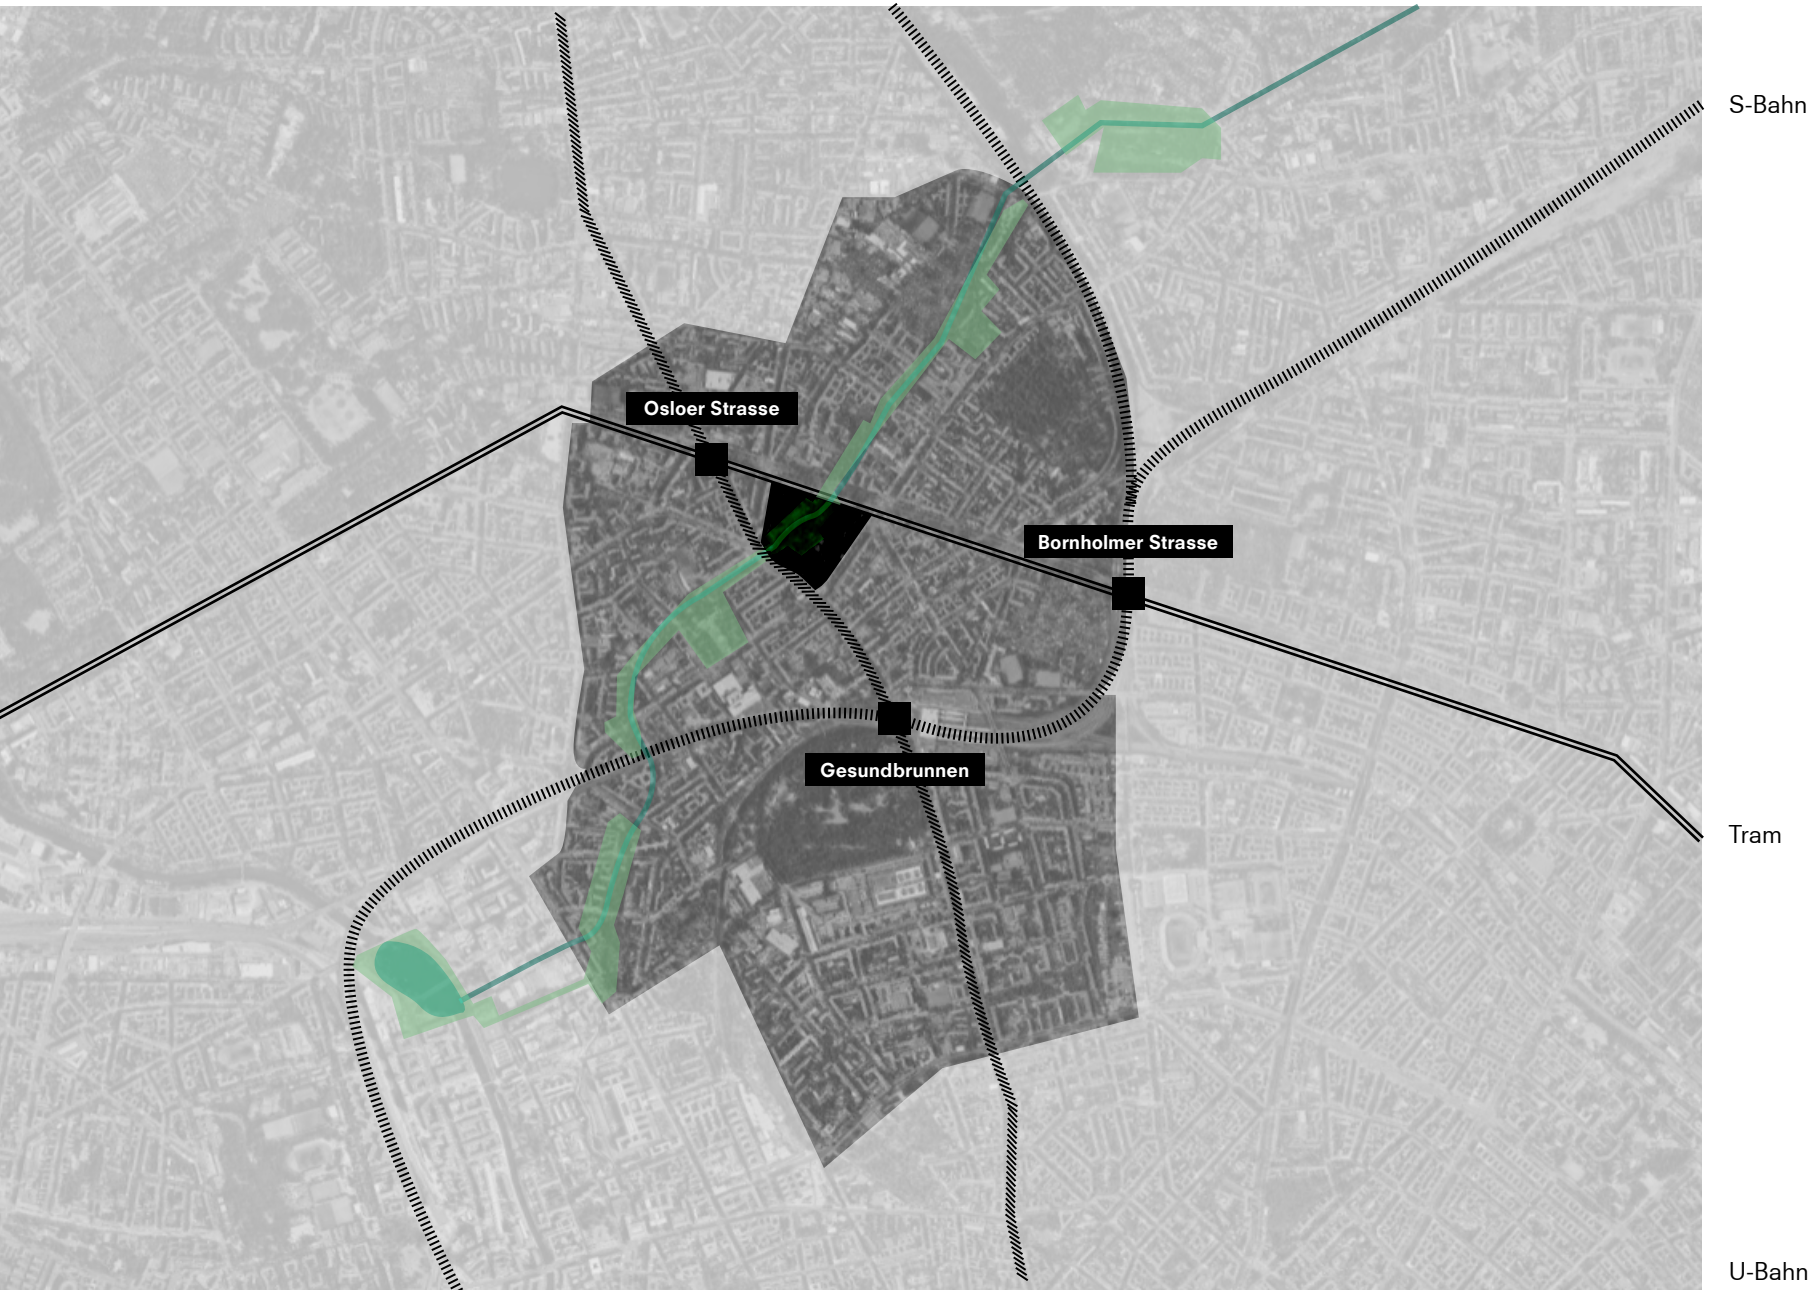 S-Bahn
Osloer Strasse
Bornholmer Strasse
Gesundbrunnen
Tram
U-Bahn